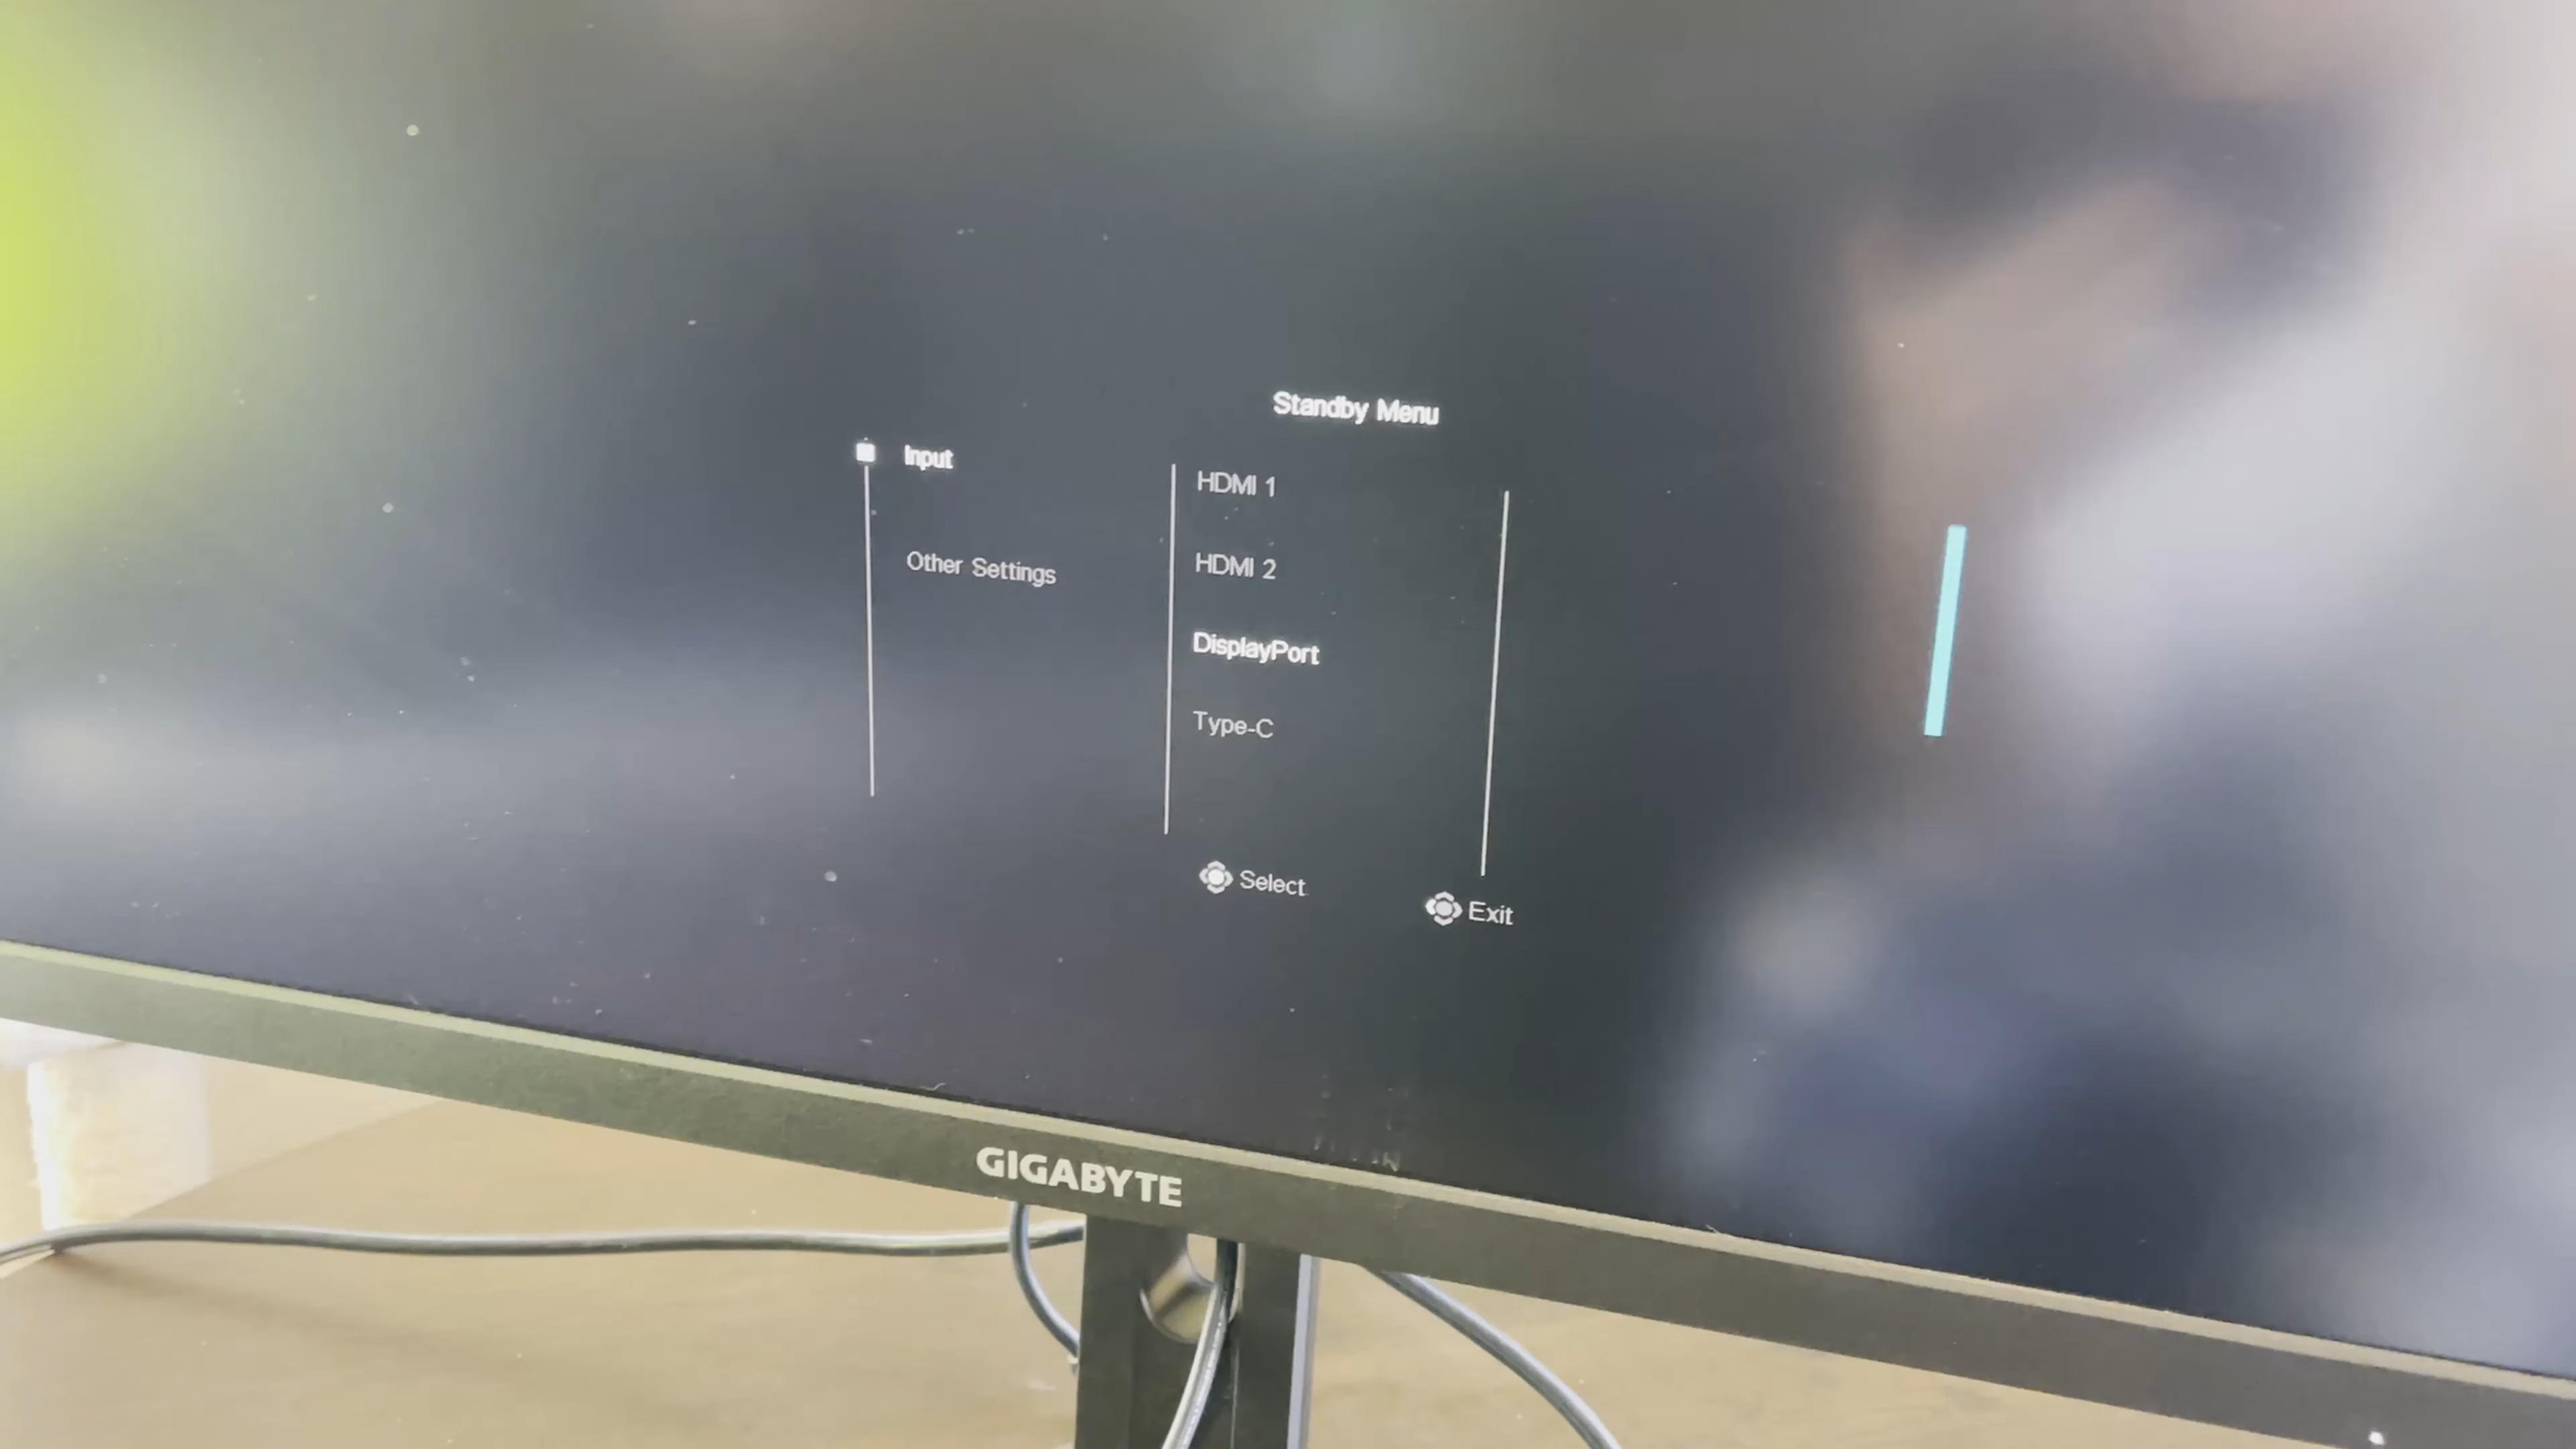 Standby Menu
Input
Other Settings
HDMI 1
HDMI 2
DisplayPort
Type-C
Select
Exit
GIGABYTE